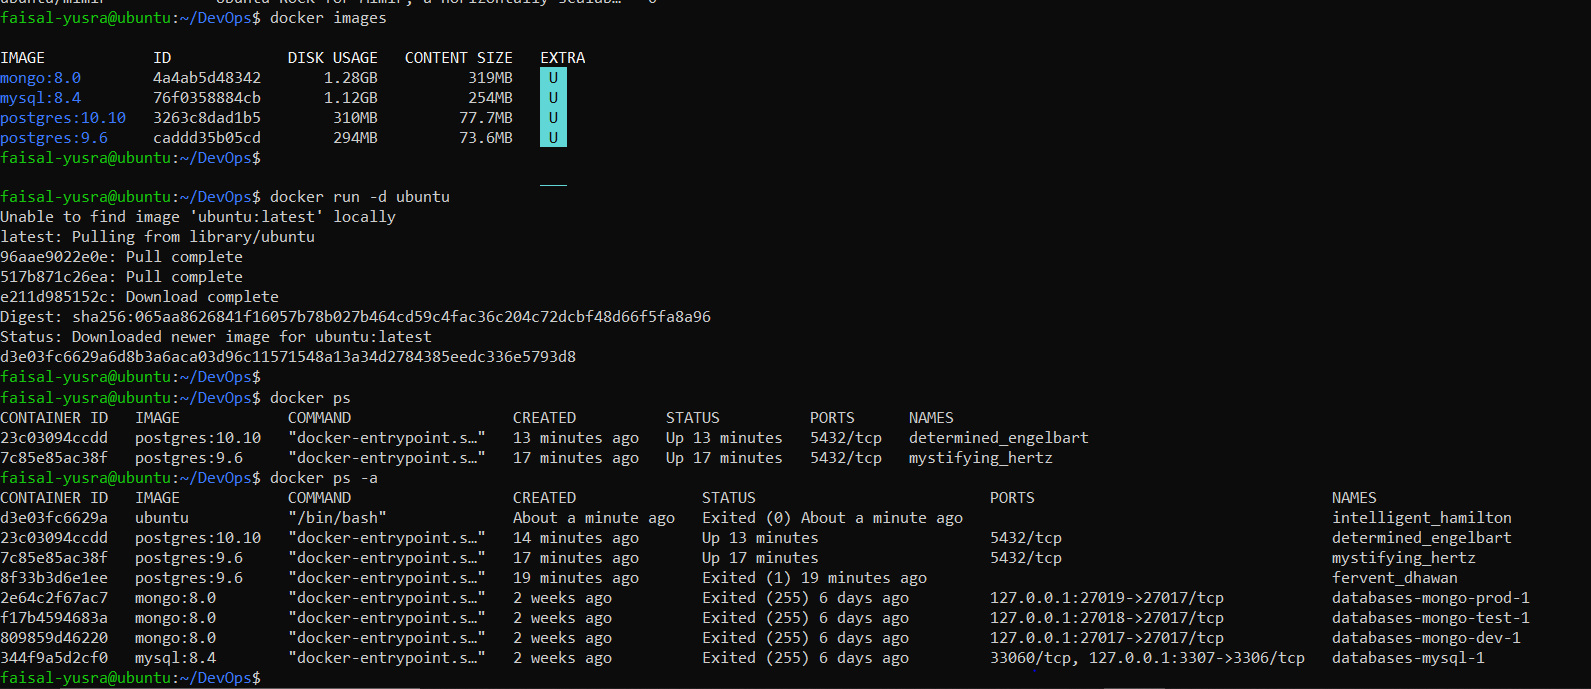 ubuntu/mimir Ubuntu Rock for Mimir, a horizontally scalab… 0
faisal-yusra@ubuntu:~/DevOps$ docker images
IMAGE ID DISK USAGE CONTENT SIZE EXTRA
mongo:8.0 4a4ab5d48342 1.28GB 319MB U
mysql:8.4 76f0358884cb 1.12GB 254MB U
postgres:10.10 3263c8dad1b5 310MB 77.7MB U
postgres:9.6 caddd35b05cd 294MB 73.6MB U
faisal-yusra@ubuntu:~/DevOps$
faisal-yusra@ubuntu:~/DevOps$ docker run -d ubuntu
Unable to find image 'ubuntu:latest' locally
latest: Pulling from library/ubuntu
96aae9022e0e: Pull complete
517b871c26ea: Pull complete
e211d985152c: Download complete
Digest: sha256:065aa8626841f16057b78b027b464cd59c4fac36c204c72dcbf48d66f5fa8a96
Status: Downloaded newer image for ubuntu:latest
d3e03fc6629a6d8b3a6aca03d96c11571548a13a34d2784385eedc336e5793d8
faisal-yusra@ubuntu:~/DevOps$
faisal-yusra@ubuntu:~/DevOps$ docker ps
CONTAINER ID IMAGE COMMAND CREATED STATUS PORTS NAMES
23c03094ccdd postgres:10.10 "docker-entrypoint.s…" 13 minutes ago Up 13 minutes 5432/tcp determined_engelbart
7c85e85ac38f postgres:9.6 "docker-entrypoint.s…" 17 minutes ago Up 17 minutes 5432/tcp mystifying_hertz
faisal-yusra@ubuntu:~/DevOps$ docker ps -a
CONTAINER ID IMAGE COMMAND CREATED STATUS PORTS NAMES
d3e03fc6629a ubuntu "/bin/bash" About a minute ago Exited (0) About a minute ago intelligent_hamilton
23c03094ccdd postgres:10.10 "docker-entrypoint.s…" 14 minutes ago Up 13 minutes 5432/tcp determined_engelbart
7c85e85ac38f postgres:9.6 "docker-entrypoint.s…" 17 minutes ago Up 17 minutes 5432/tcp mystifying_hertz
8f33b3d6e1ee postgres:9.6 "docker-entrypoint.s…" 19 minutes ago Exited (1) 19 minutes ago fervent_dhawan
2e64c2f67ac7 mongo:8.0 "docker-entrypoint.s…" 2 weeks ago Exited (255) 6 days ago 127.0.0.1:27019->27017/tcp databases-mongo-prod-1
f17b4594683a mongo:8.0 "docker-entrypoint.s…" 2 weeks ago Exited (255) 6 days ago 127.0.0.1:27018->27017/tcp databases-mongo-test-1
809859d46220 mongo:8.0 "docker-entrypoint.s…" 2 weeks ago Exited (255) 6 days ago 127.0.0.1:27017->27017/tcp databases-mongo-dev-1
344f9a5d2cf0 mysql:8.4 "docker-entrypoint.s…" 2 weeks ago Exited (255) 6 days ago 33060/tcp, 127.0.0.1:3307->3306/tcp databases-mysql-1
faisal-yusra@ubuntu:~/DevOps$